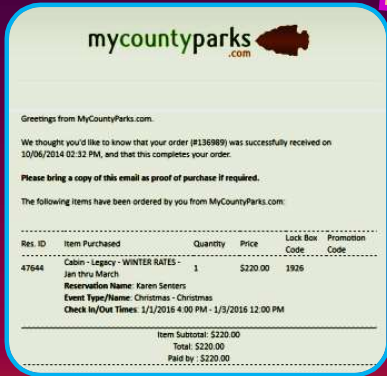 mycountyparks
.com
Greetings from MyCountyParks.com.
We thought you'd like to know that your order (#136989) was successfully received on
10/06/2014 02:32 PM, and that this completes your order.
Please bring a copy of this email as proof of purchase if required.
The following items have been ordered by you from MyCountyParks.com:
Res. ID Item Purchased Quantity Price Lock Box Code Promotion Code
47644 Cabin - Legacy - WINTER RATES - 1 $220.00 1926
Jan thru March
Reservation Name: Karen Senters
Event Type/Name: Christmas - Christmas
Check In/Out Times: 1/1/2016 4:00 PM - 1/3/2016 12:00 PM
Item Subtotal: $220.00
Total: $220.00
Paid by : $220.00